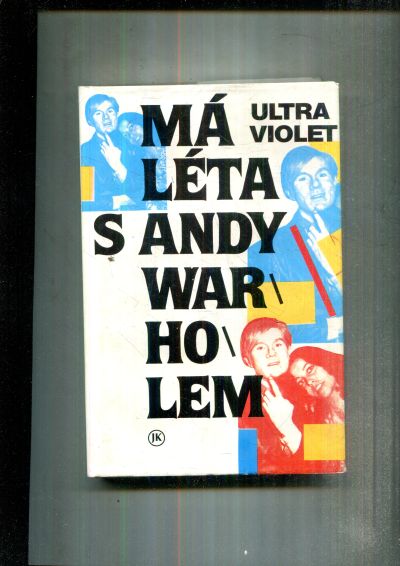 ULTRA
VIOLET
MÁ
LÉTA
S ANDY
WAR\
HO\
LEM
JK